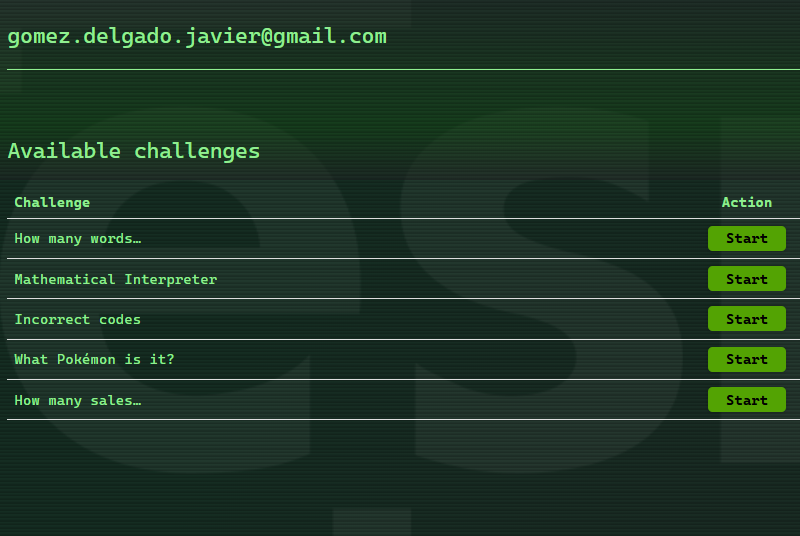 gomez.delgado.javier@gmail.com
Available challenges
Challenge Action
How many words… Start
Mathematical Interpreter Start
Incorrect codes Start
What Pokémon is it? Start
How many sales… Start